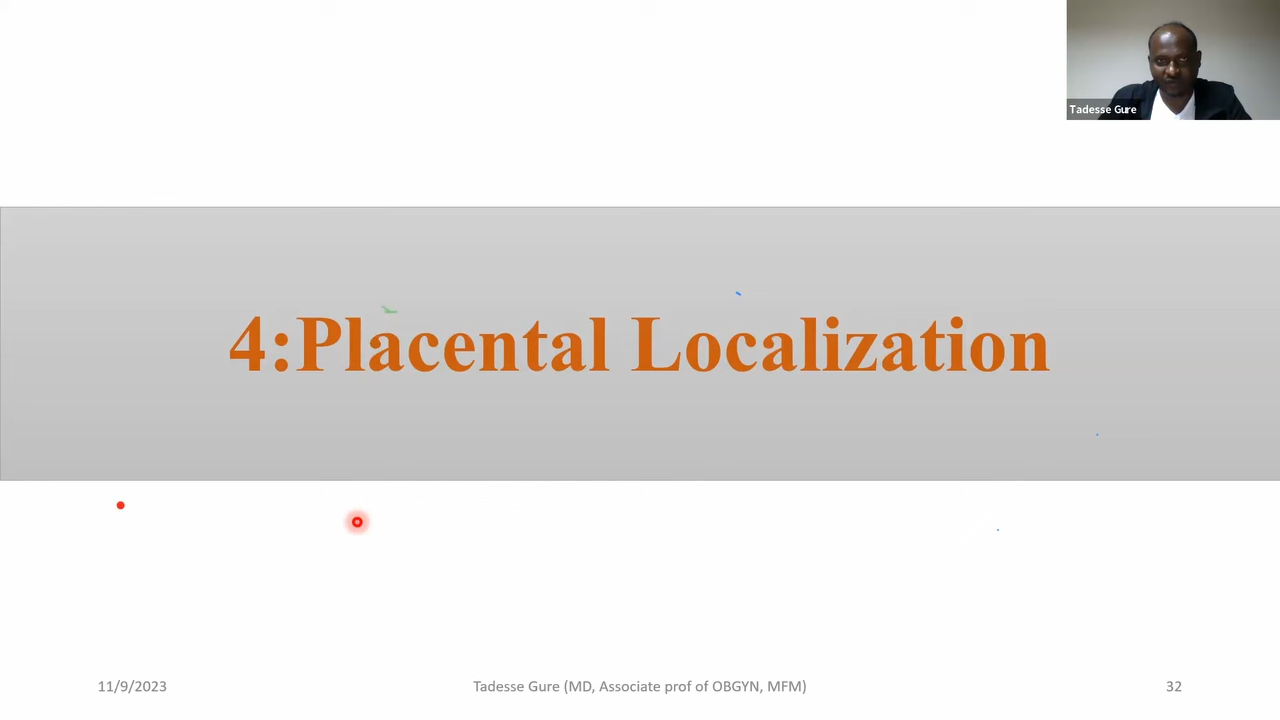 Tadesse Gure
4:Placental Localization
11/9/2023
Tadesse Gure (MD, Associate prof of OBGYN, MFM)
32